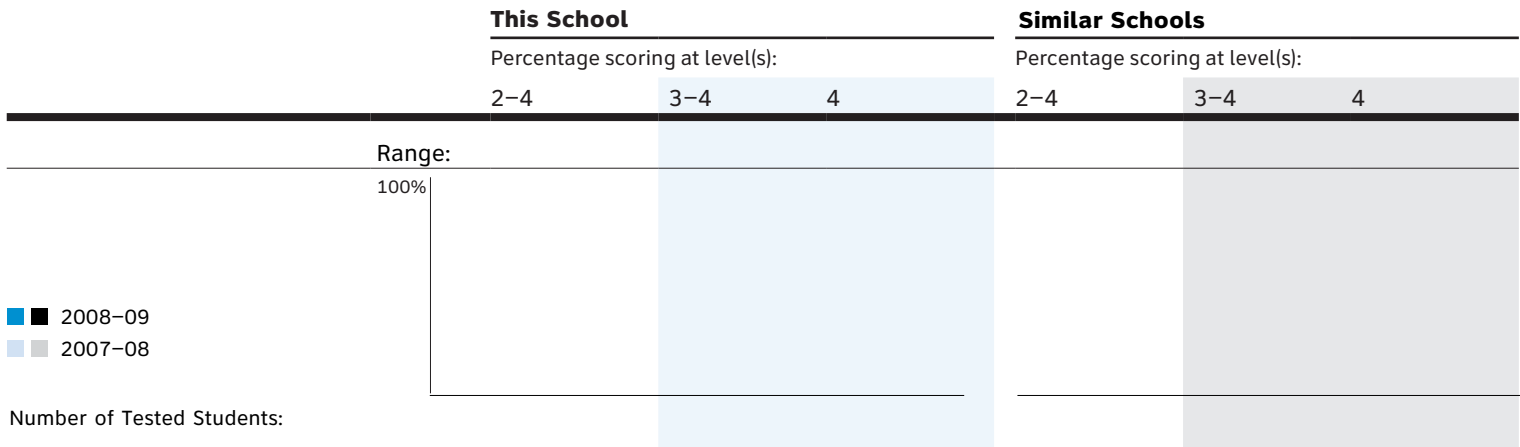 This School Similar Schools
Percentage scoring at level(s): Percentage scoring at level(s):
2–4 3–4 4 2–4 3–4 4
Range:
100%
2008–09
2007–08
Number of Tested Students: